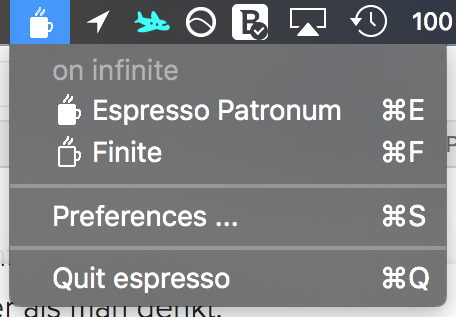 100
on infinite
Espresso Patronum ⌘E
Finite ⌘F
Preferences ... ⌘S
Quit espresso ⌘Q
er als man denkt.